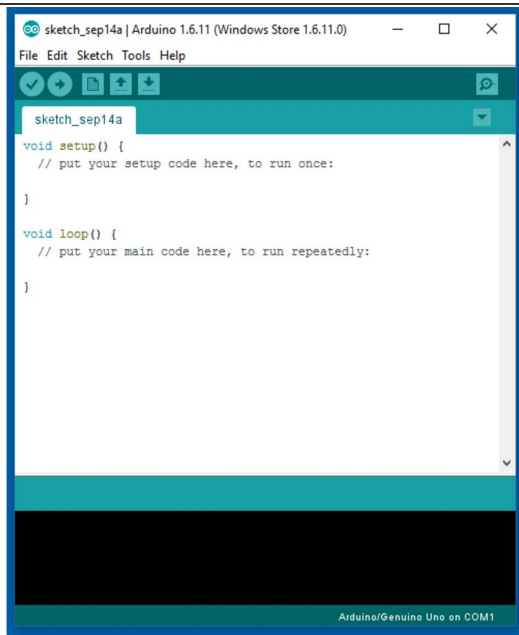 sketch_sep14a | Arduino 1.6.11 (Windows Store 1.6.11.0)
File Edit Sketch Tools Help
sketch_sep14a
void setup() {
// put your setup code here, to run once:
}
void loop() {
// put your main code here, to run repeatedly:
}
Arduino/Genuino Uno on COM1